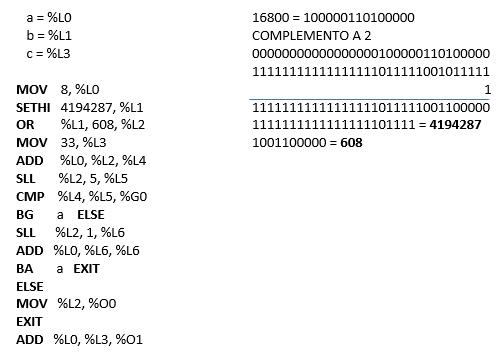 a = %L0
b = %L1
c = %L3
MOV 8, %L0
SETHI 4194287, %L1
OR %L1, 608, %L2
MOV 33, %L3
ADD %L0, %L2, %L4
SLL %L2, 5, %L5
CMP %L4, %L5, %G0
BG a ELSE
SLL %L2, 1, %L6
ADD %L0, %L6, %L6
BA a EXIT
ELSE
MOV %L2, %O0
EXIT
ADD %L0, %L3, %O1
16800 = 100000110100000
COMPLEMENTO A 2
00000000000000000100000110100000
11111111111111111011111001011111
1
11111111111111111011111001100000
1111111111111111101111 = 4194287
1001100000 = 608